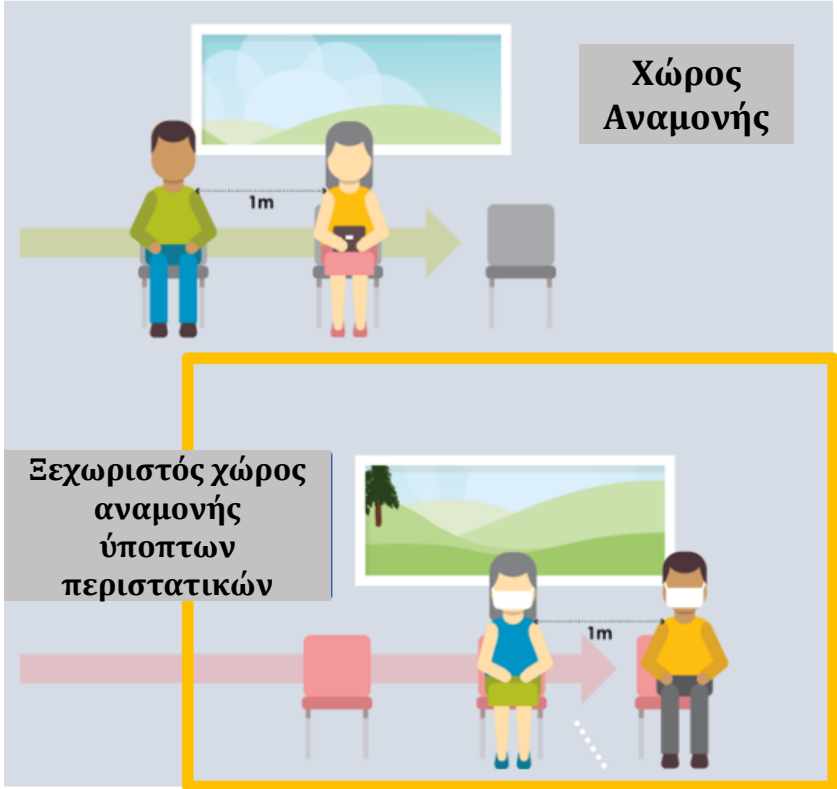 Χώρος
Αναμονής
1m
Ξεχωριστός χώρος
αναμονής
ύποπτων
περιστατικών
1m